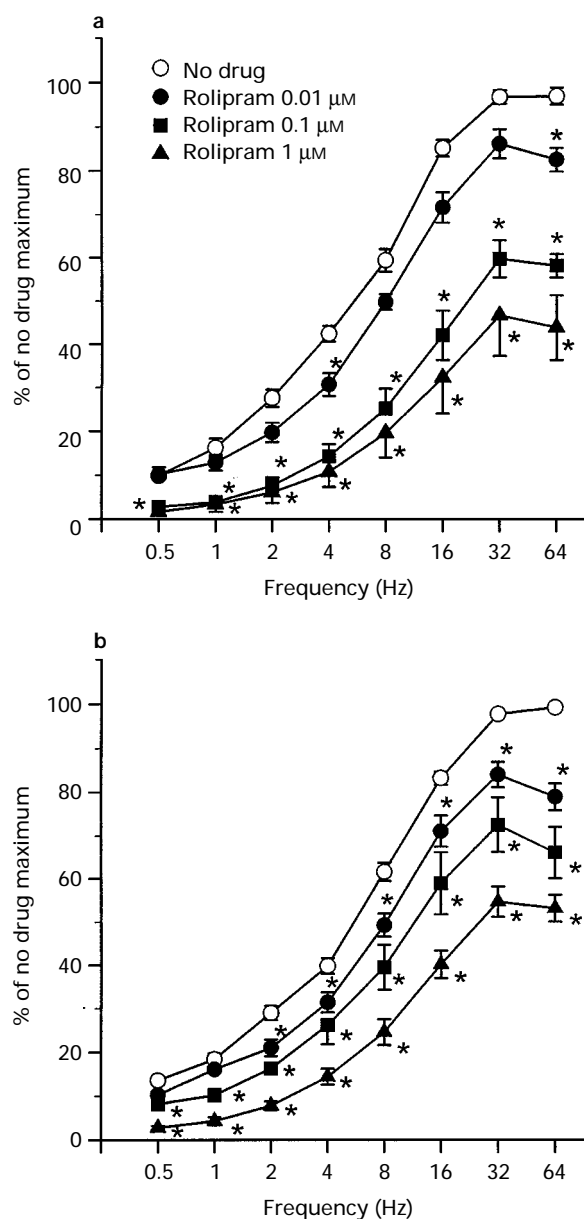 a
No drug
Rolipram 0.01 μM
Rolipram 0.1 μM
Rolipram 1 μM
% of no drug maximum
100
80
60
40
20
0
* * * * * * * * * * * * * * * * *
0.5 1 2 4 8 16 32 64
Frequency (Hz)
b
% of no drug maximum
100
80
60
40
20
0
* * * * * * * * * * * * * * * * * * * * * *
0.5 1 2 4 8 16 32 64
Frequency (Hz)